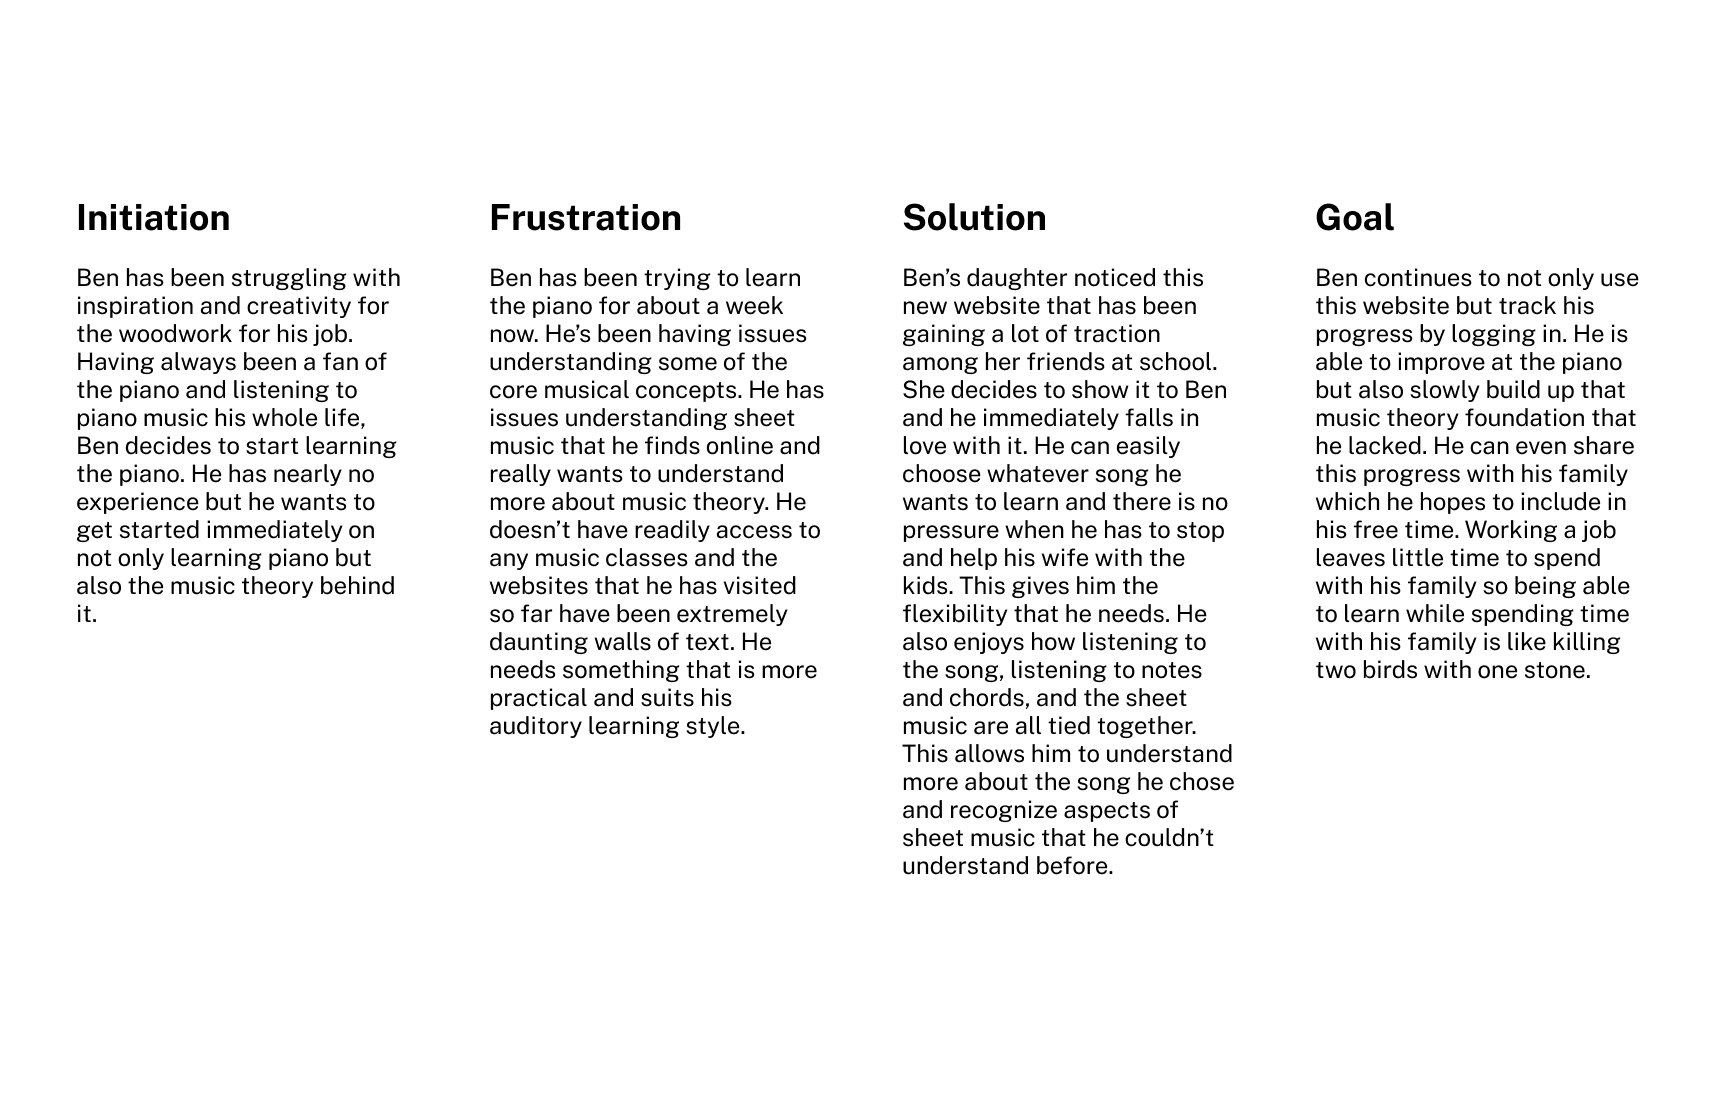 Initiation
Ben has been struggling with
inspiration and creativity for
the woodwork for his job.
Having always been a fan of
the piano and listening to
piano music his whole life,
Ben decides to start learning
the piano. He has nearly no
experience but he wants to
get started immediately on
not only learning piano but
also the music theory behind
it.
Frustration
Ben has been trying to learn
the piano for about a week
now. He’s been having issues
understanding some of the
core musical concepts. He has
issues understanding sheet
music that he finds online and
really wants to understand
more about music theory. He
doesn’t have readily access to
any music classes and the
websites that he has visited
so far have been extremely
daunting walls of text. He
needs something that is more
practical and suits his
auditory learning style.
Solution
Ben’s daughter noticed this
new website that has been
gaining a lot of traction
among her friends at school.
She decides to show it to Ben
and he immediately falls in
love with it. He can easily
choose whatever song he
wants to learn and there is no
pressure when he has to stop
and help his wife with the
kids. This gives him the
flexibility that he needs. He
also enjoys how listening to
the song, listening to notes
and chords, and the sheet
music are all tied together.
This allows him to understand
more about the song he chose
and recognize aspects of
sheet music that he couldn’t
understand before.
Goal
Ben continues to not only use
this website but track his
progress by logging in. He is
able to improve at the piano
but also slowly build up that
music theory foundation that
he lacked. He can even share
this progress with his family
which he hopes to include in
his free time. Working a job
leaves little time to spend
with his family so being able
to learn while spending time
with his family is like killing
two birds with one stone.